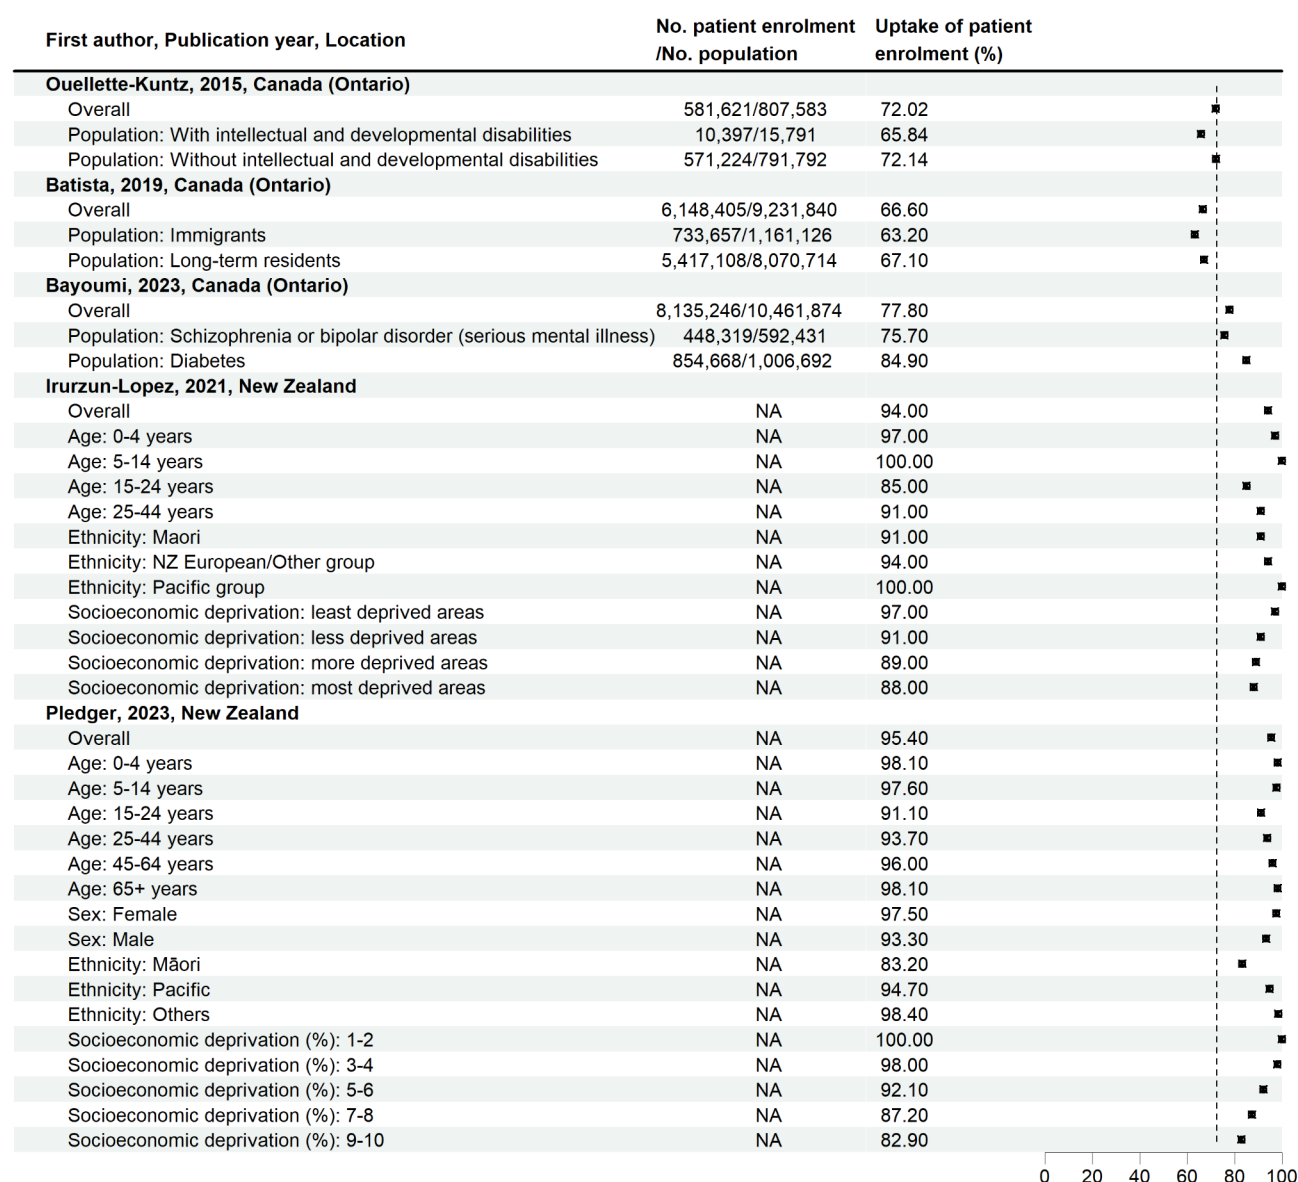 First author, Publication year, Location No. patient enrolment /No. population Uptake of patient enrolment (%)
Ouellette-Kuntz, 2015, Canada (Ontario)
Overall 581,621/807,583 72.02
Population: With intellectual and developmental disabilities 10,397/15,791 65.84
Population: Without intellectual and developmental disabilities 571,224/791,792 72.14
Batista, 2019, Canada (Ontario)
Overall 6,148,405/9,231,840 66.60
Population: Immigrants 733,657/1,161,126 63.20
Population: Long-term residents 5,417,108/8,070,714 67.10
Bayoumi, 2023, Canada (Ontario)
Overall 8,135,246/10,461,874 77.80
Population: Schizophrenia or bipolar disorder (serious mental illness) 448,319/592,431 75.70
Population: Diabetes 854,668/1,006,692 84.90
Irurzun-Lopez, 2021, New Zealand
Overall NA 94.00
Age: 0-4 years NA 97.00
Age: 5-14 years NA 100.00
Age: 15-24 years NA 85.00
Age: 25-44 years NA 91.00
Ethnicity: Maori NA 91.00
Ethnicity: NZ European/Other group NA 94.00
Ethnicity: Pacific group NA 100.00
Socioeconomic deprivation: least deprived areas NA 97.00
Socioeconomic deprivation: less deprived areas NA 91.00
Socioeconomic deprivation: more deprived areas NA 89.00
Socioeconomic deprivation: most deprived areas NA 88.00
Pledger, 2023, New Zealand
Overall NA 95.40
Age: 0-4 years NA 98.10
Age: 5-14 years NA 97.60
Age: 15-24 years NA 91.10
Age: 25-44 years NA 93.70
Age: 45-64 years NA 96.00
Age: 65+ years NA 98.10
Sex: Female NA 97.50
Sex: Male NA 93.30
Ethnicity: Māori NA 83.20
Ethnicity: Pacific NA 94.70
Ethnicity: Others NA 98.40
Socioeconomic deprivation (%): 1-2 NA 100.00
Socioeconomic deprivation (%): 3-4 NA 98.00
Socioeconomic deprivation (%): 5-6 NA 92.10
Socioeconomic deprivation (%): 7-8 NA 87.20
Socioeconomic deprivation (%): 9-10 NA 82.90
0 20 40 60 80 100